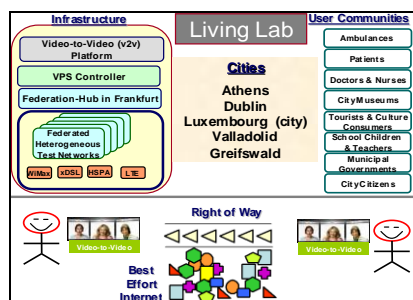 Infrastructure
Video-to-Video (v2v)
Platform
VPS Controller
Federation-Hub in Frankfurt
Federated
Heterogeneous
Test Networks
WiMax
xDSL
HSPA
LTE
Living Lab
Cities
Athens
Dublin
Luxembourg (city)
Valladolid
Greifswald
User Communities
Ambulances
Patients
Doctors & Nurses
CityMuseums
Tourists & Culture
Consumers
School Children
& Teachers
Municipal
Governments
CityCitizens
Right of Way
Video-to-Video
Video-to-Video
Best
Effort
Internet